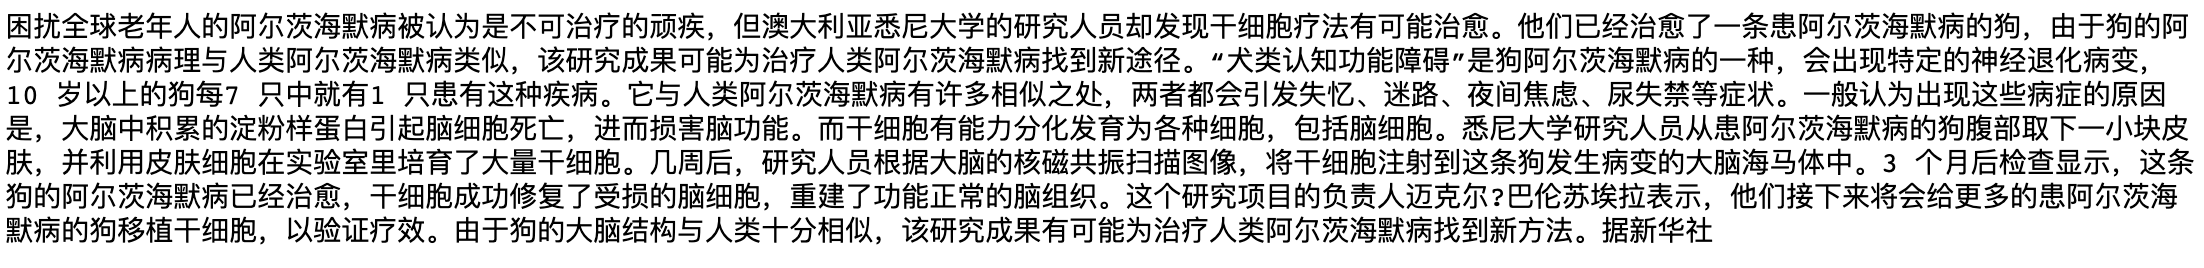 困扰全球老年人的阿尔茨海默病被认为是不可治疗的顽疾，但澳大利亚悉尼大学的研究人员却发现干细胞疗法有可能治愈。他们已经治愈了一条患阿尔茨海默病的狗，由于狗的阿
尔茨海默病病理与人类阿尔茨海默病类似，该研究成果可能为治疗人类阿尔茨海默病找到新途径。“犬类认知功能障碍”是狗阿尔茨海默病的一种，会出现特定的神经退化病变，
10 岁以上的狗每7 只中就有1 只患有这种疾病。它与人类阿尔茨海默病有许多相似之处，两者都会引发失忆、迷路、夜间焦虑、尿失禁等症状。一般认为出现这些病症的原因
是，大脑中积累的淀粉样蛋白引起脑细胞死亡，进而损害脑功能。而干细胞有能力分化发育为各种细胞，包括脑细胞。悉尼大学研究人员从患阿尔茨海默病的狗腹部取下一小块皮
肤，并利用皮肤细胞在实验室里培育了大量干细胞。几周后，研究人员根据大脑的核磁共振扫描图像，将干细胞注射到这条狗发生病变的大脑海马体中。3 个月后检查显示，这条
狗的阿尔茨海默病已经治愈，干细胞成功修复了受损的脑细胞，重建了功能正常的脑组织。这个研究项目的负责人迈克尔?巴伦苏埃拉表示，他们接下来将会给更多的患阿尔茨海
默病的狗移植干细胞，以验证疗效。由于狗的大脑结构与人类十分相似，该研究成果有可能为治疗人类阿尔茨海默病找到新方法。据新华社